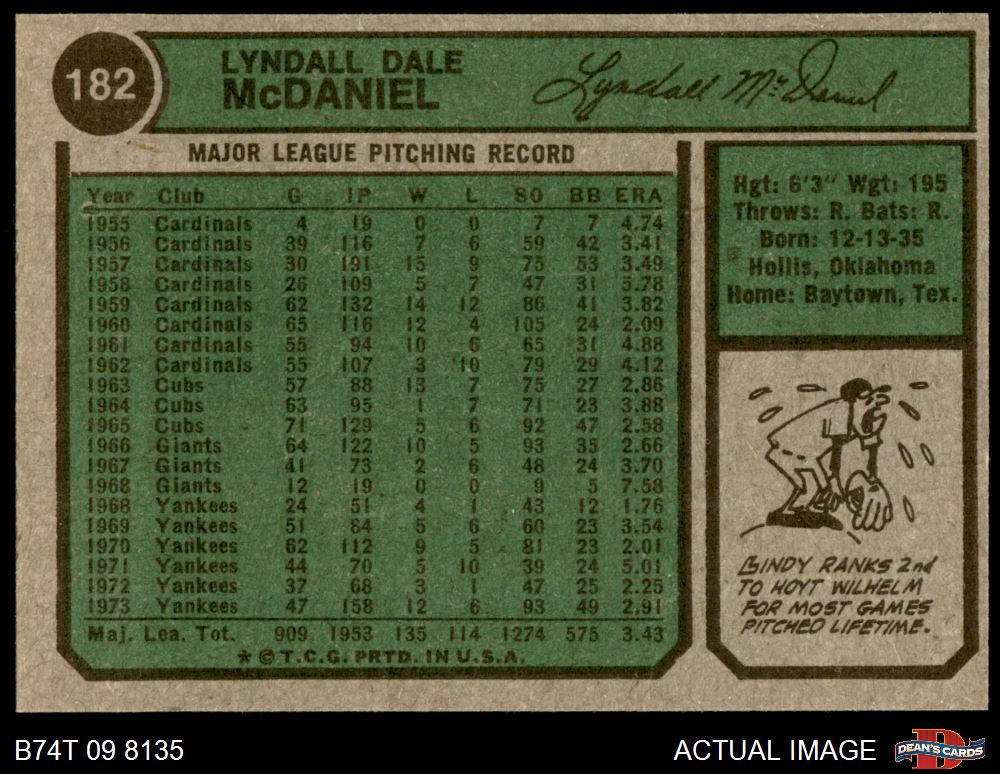 182
LYNDALL DALE
McDANIEL
Lyndall McDaniel
MAJOR LEAGUE PITCHING RECORD
Year Club G IP W L SO BB ERA
1955 Cardinals 4 19 0 0 7 7 4.74
1956 Cardinals 39 116 7 6 59 42 3.41
1957 Cardinals 30 191 15 9 75 53 3.49
1958 Cardinals 26 109 5 7 47 31 5.78
1959 Cardinals 62 132 14 12 86 41 3.82
1960 Cardinals 65 116 12 4 105 24 2.09
1961 Cardinals 55 94 10 6 65 31 4.88
1962 Cardinals 55 107 3 10 79 29 4.12
1963 Cubs 57 88 13 7 75 27 2.86
1964 Cubs 63 95 1 7 71 23 3.88
1965 Cubs 71 129 5 6 92 47 2.58
1966 Giants 64 122 10 5 93 35 2.66
1967 Giants 41 73 2 6 48 24 3.70
1968 Giants 12 19 0 0 9 5 7.58
1968 Yankees 24 51 4 1 43 12 1.76
1969 Yankees 51 84 5 6 60 23 3.54
1970 Yankees 62 112 9 5 81 23 2.01
1971 Yankees 44 70 5 10 39 24 5.01
1972 Yankees 37 68 3 1 47 25 2.25
1973 Yankees 47 158 12 6 93 49 2.91
Maj. Lea. Tot. 909 1953 135 114 1274 575 3.43
* © T.C.G. PRTD. IN U.S.A.
Hgt: 6'3" Wgt: 195
Throws: R. Bats: R.
Born: 12-13-35
Hollis, Oklahoma
Home: Baytown, Tex.
LINDY RANKS 2nd
TO HOYT WILHELM
FOR MOST GAMES
PITCHED LIFETIME.
B74T 09 8135
ACTUAL IMAGE
D
DEAN'S CARDS